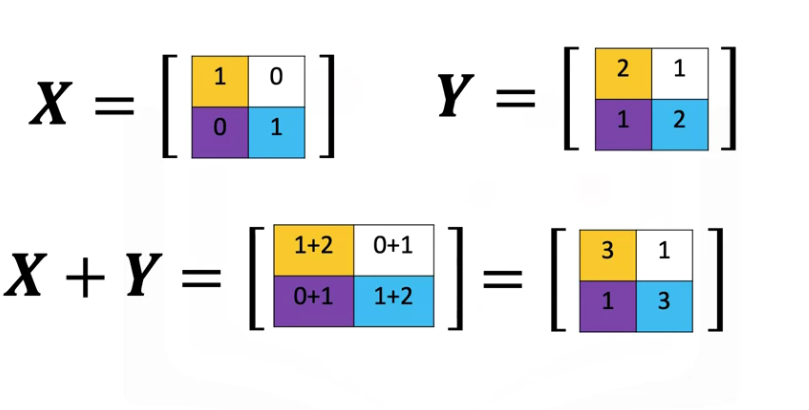 X = [ 1 0 Y = [ 2 1
0 1 ] 1 2 ]
X + Y = [ 1+2 0+1 = [ 3 1
0+1 1+2 ] 1 3 ]